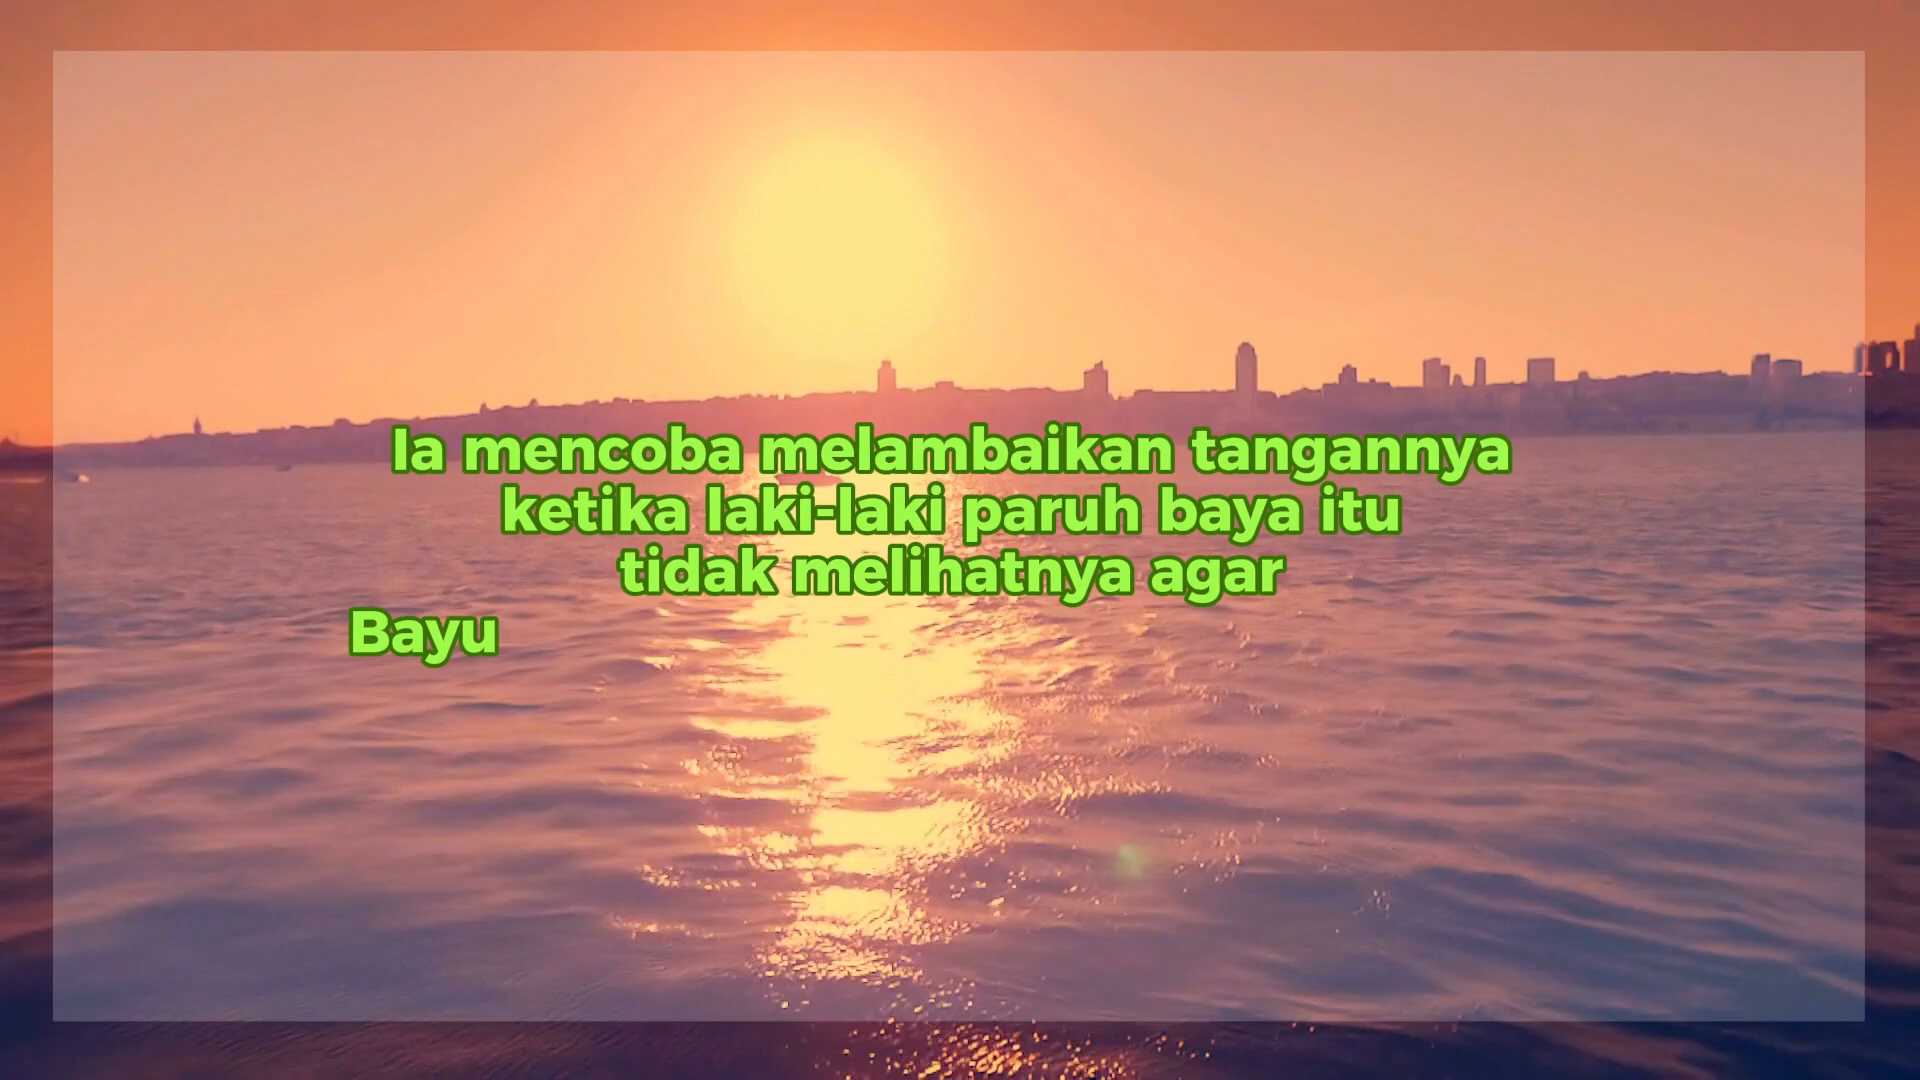 Ia mencoba melambaikan tangannya
ketika laki-laki paruh baya itu
tidak melihatnya agar
Bayu